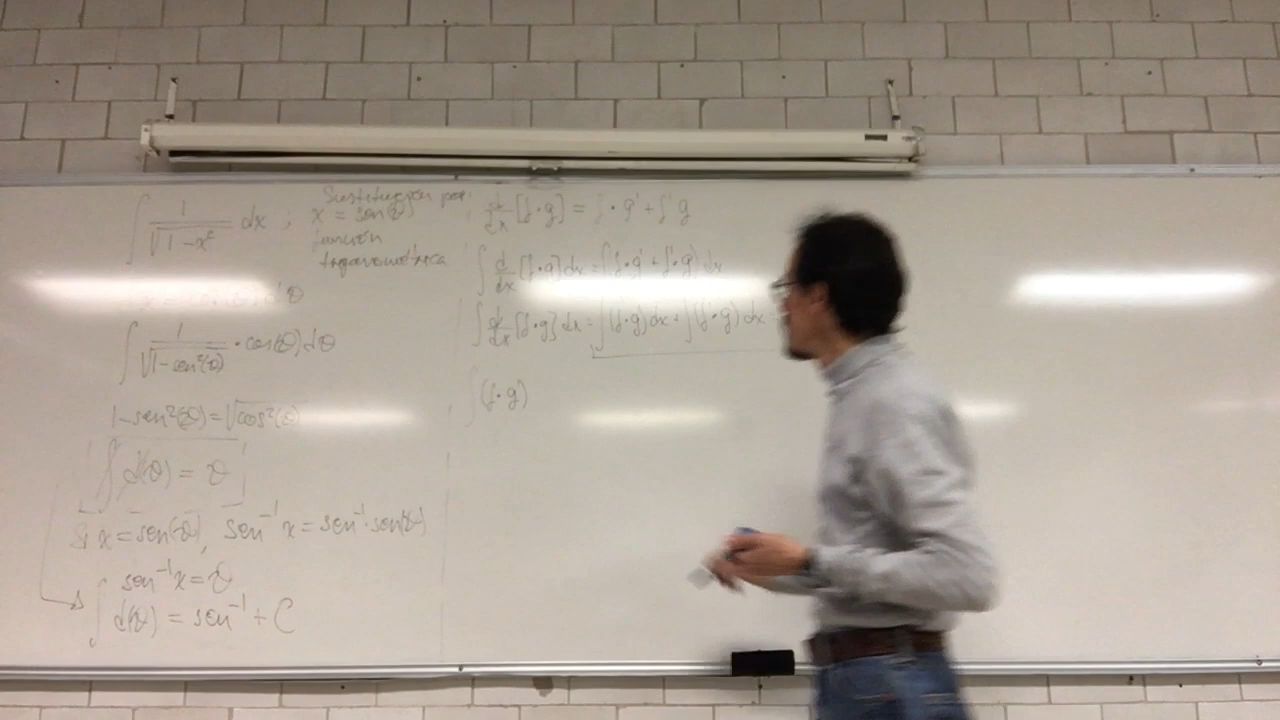 ∫ 1/√(1-x²) dx ; x = sen(θ)
Sustitución por
función
trigonométrica
∫ 1/√(1-sen²(θ)) · cos(θ) dθ
1-sen²(θ) = √cos²(θ)
∫ d(θ) = θ
Si x = sen(θ), sen⁻¹ x = sen⁻¹ sen(θ)
sen⁻¹ x = θ
∫ d(θ) = sen⁻¹ + C
d/dx [f·g] = f·g' + f' g
∫ d/dx [f·g] dx = ∫(f·g' + f'·g) dx
∫ d/dx [f·g] dx = ∫(f·g') dx + ∫(f'·g) dx
∫(f·g)